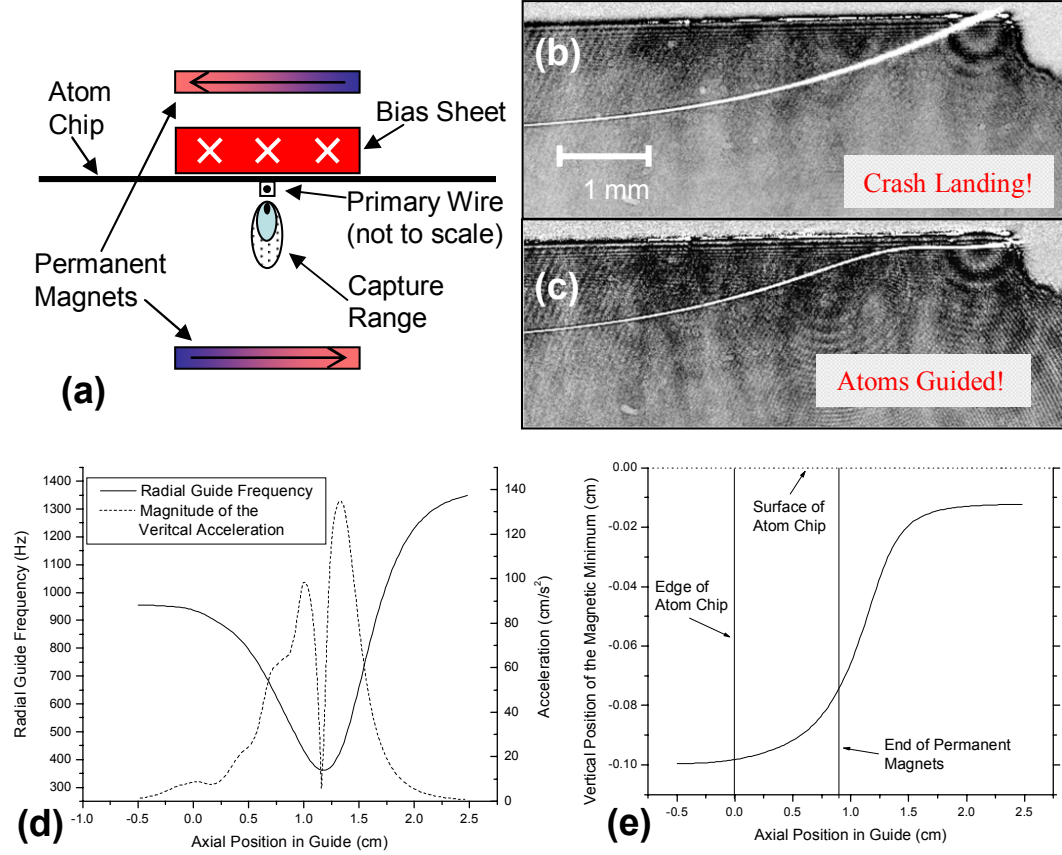 Atom
Chip
Bias Sheet
Primary Wire
(not to scale)
Permanent
Magnets
Capture
Range
(a)
(b)
1 mm
Crash Landing!
(c)
Atoms Guided!
Radial Guide Frequency
Magnitude of the
Veritcal Acceleration
Radial Guide Frequency (Hz)
1400
1300
1200
1100
1000
900
800
700
600
500
400
300
140
120
100
80
60
40
20
0
Acceleration (cm/s²)
-1.0
-0.5
0.0
0.5
1.0
1.5
2.0
2.5
Axial Position in Guide (cm)
(d)
Vertical Position of the Magnetic Minimum (cm)
0.00
-0.02
-0.04
-0.06
-0.08
-0.10
Surface of
Atom Chip
Edge of
Atom Chip
End of Permanent
Magnets
-0.5
0.0
0.5
1.0
1.5
2.0
2.5
Axial Position in Guide (cm)
(e)